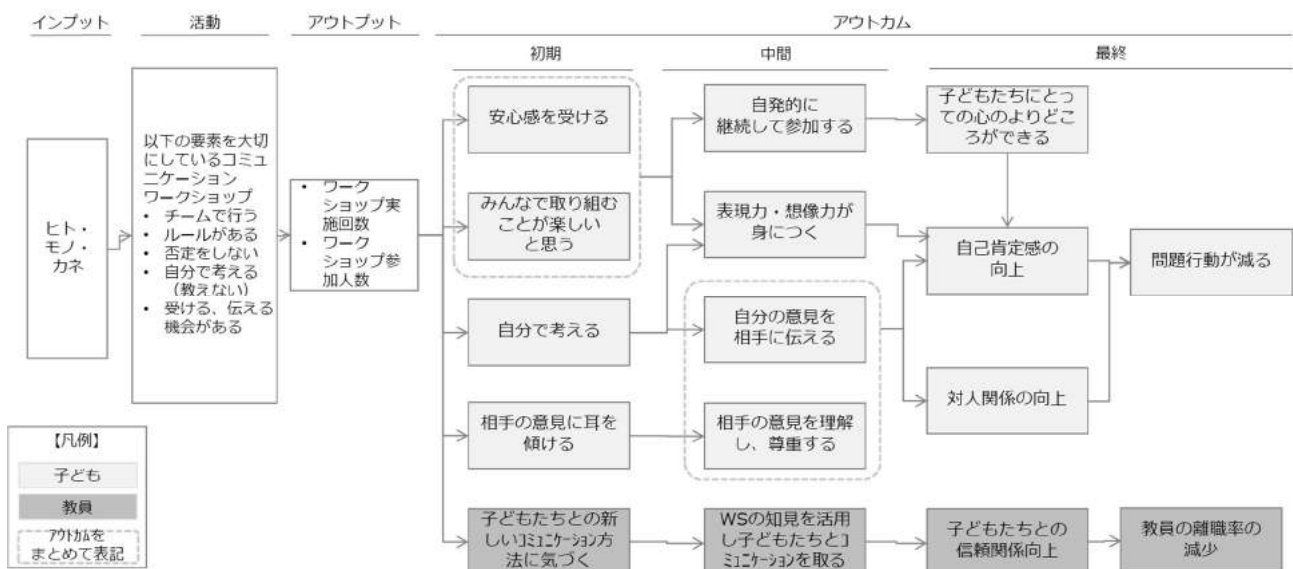 インプット
活動
アウトプット
アウトカム
初期
中間
最終
ヒト・
モノ・
カネ
以下の要素を大切
にしているコミュ
ニケーション
ワークショップ
• チームで行う
• ルールがある
• 否定をしない
• 自分で考える
（教えない）
• 受ける、伝える
機会がある
• ワーク
ショップ実
施回数
• ワーク
ショップ参
加人数
安心感を受ける
みんなで取り組む
ことが楽しい
と思う
自分で考える
相手の意見に耳を
傾ける
子どもたちとの新
しいｺﾐｭﾆｹｰｼｮﾝ方
法に気づく
自発的に
継続して参加する
表現力・想像力が
身につく
自分の意見を
相手に伝える
相手の意見を理解
し、尊重する
WSの知見を活用
し子どもたちとｺ
ﾐｭﾆｹｰｼｮﾝを取る
子どもたちにとっ
ての心のよりどこ
ろができる
自己肯定感の
向上
対人関係の向上
子どもたちとの
信頼関係向上
問題行動が減る
教員の離職率の
減少
【凡例】
子ども
教員
ｱｳﾄｶﾑを
まとめて表記